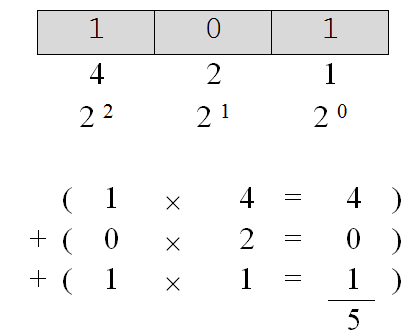 1 0 1
4 2 1
2² 2¹ 2⁰
( 1 × 4 = 4 )
+ ( 0 × 2 = 0 )
+ ( 1 × 1 = 1 )
5